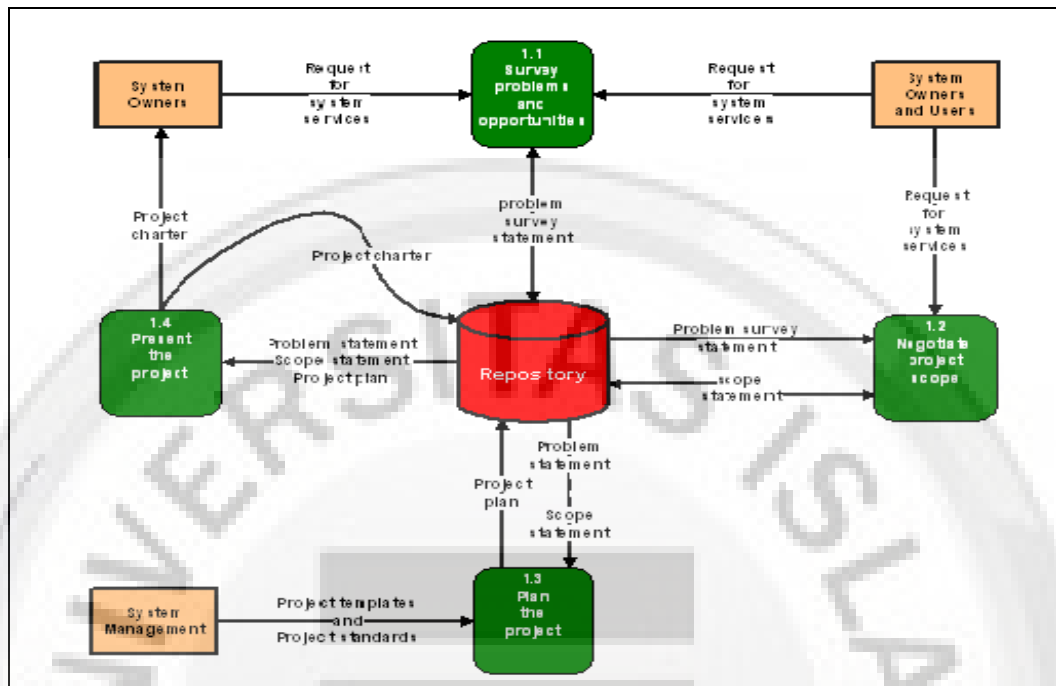 1.1
Survey
problems
and
opportunities
System
Owners
Request
for
system
services
Request
for
system
services
System
Owners
and Users
Project
charter
problem
survey
statement
Request
for
system
services
Project charter
1.4
Present
the
project
Problem statement
Scope statement
Project plan
Repository
Problem survey
statement
scope
statement
1.2
Negotiate
project
scope
Project
plan
Problem
statement
Scope
statement
System
Management
Project templates
and
Project standards
1.3
Plan
the
project